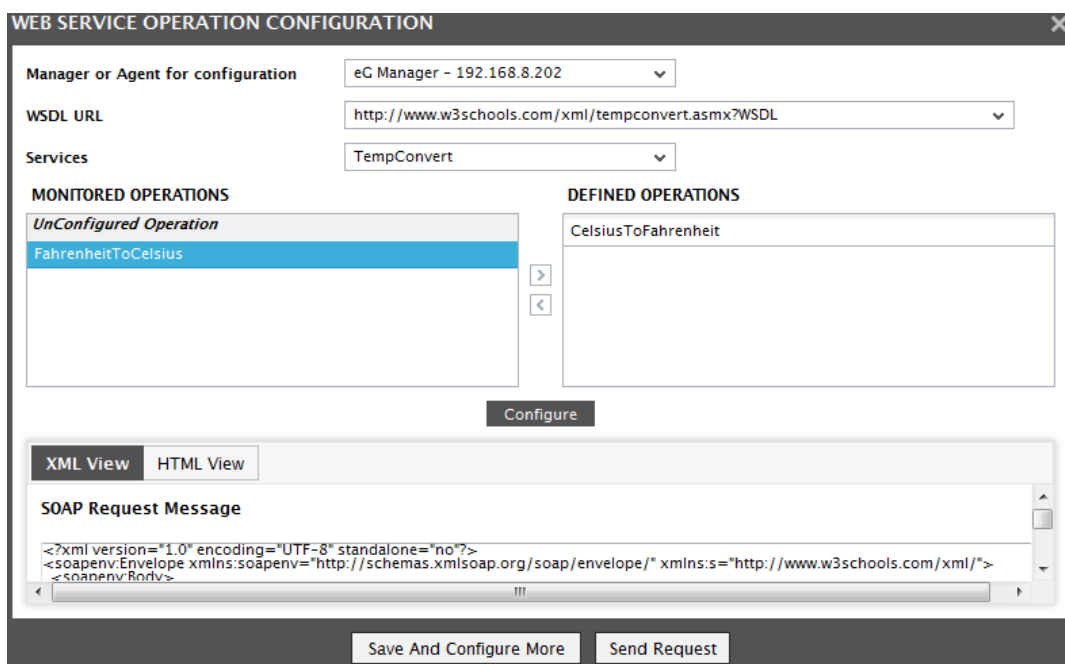 WEB SERVICE OPERATION CONFIGURATION
Manager or Agent for configuration
eG Manager - 192.168.8.202
WSDL URL
http://www.w3schools.com/xml/tempconvert.asmx?WSDL
Services
TempConvert
MONITORED OPERATIONS
DEFINED OPERATIONS
UnConfigured Operation
CelsiusToFahrenheit
FahrenheitToCelsius
Configure
XML View
HTML View
SOAP Request Message
<?xml version="1.0" encoding="UTF-8" standalone="no"?>
<soapenv:Envelope xmlns:soapenv="http://schemas.xmlsoap.org/soap/envelope/" xmlns:s="http://www.w3schools.com/xml/">
<soapenv:Body>
Save And Configure More
Send Request